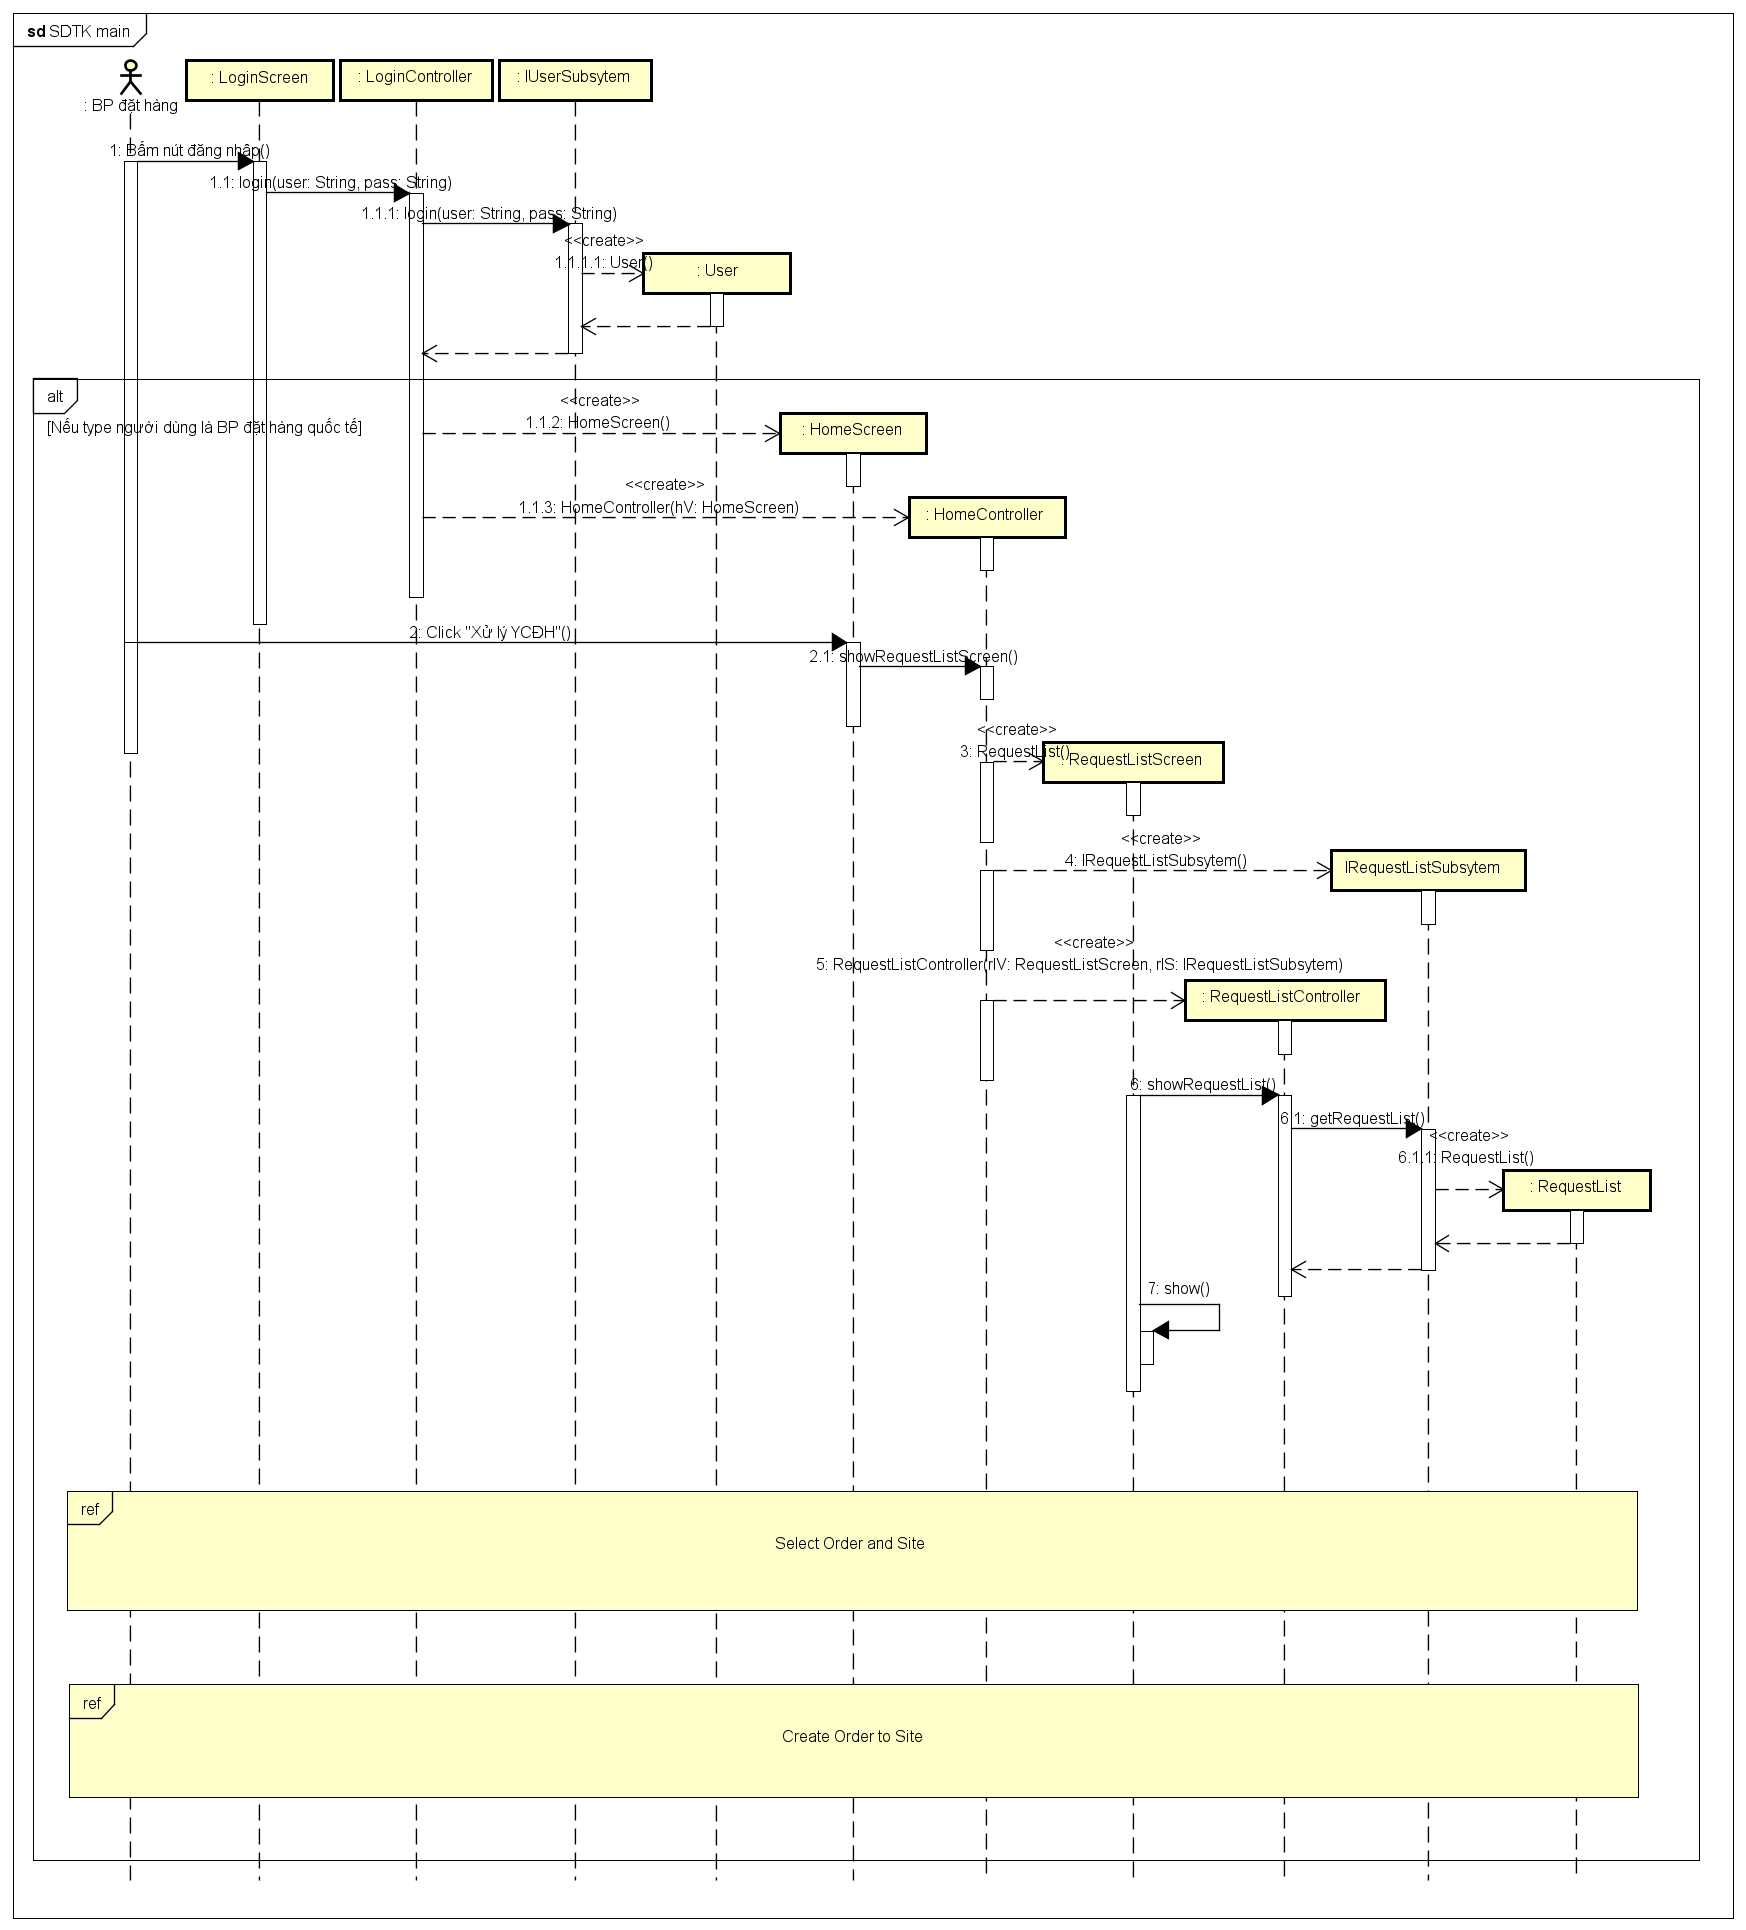 sd SDTK main
: BP đặt hàng
: LoginScreen
: LoginController
: IUserSubsytem
1: Bấm nút đăng nhập()
1.1: login(user: String, pass: String)
1.1.1: login(user: String, pass: String)
<<create>>
1.1.1.1: User()
: User
alt
[Nếu type người dùng là BP đặt hàng quốc tế]
<<create>>
1.1.2: HomeScreen()
: HomeScreen
<<create>>
1.1.3: HomeController(hV: HomeScreen)
: HomeController
2: Click "Xử lý YCĐH"()
2.1: showRequestListScreen()
<<create>>
3: RequestList()
: RequestListScreen
<<create>>
4: IRequestListSubsytem()
IRequestListSubsytem
<<create>>
5: RequestListController(rlV: RequestListScreen, rlS: IRequestListSubsytem)
: RequestListController
6: showRequestList()
6.1: getRequestList()
<<create>>
6.1.1: RequestList()
: RequestList
7: show()
ref
Select Order and Site
ref
Create Order to Site